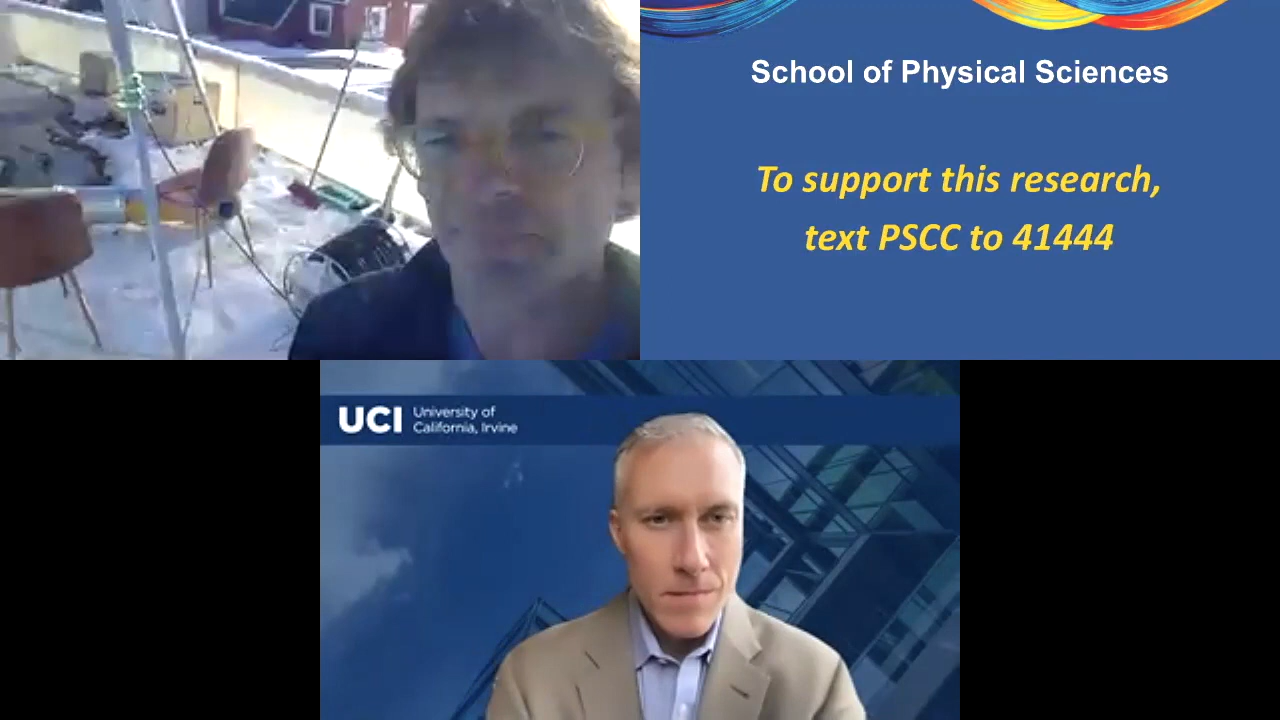 School of Physical Sciences
To support this research,
text PSCC to 41444
UCI University of
California, Irvine